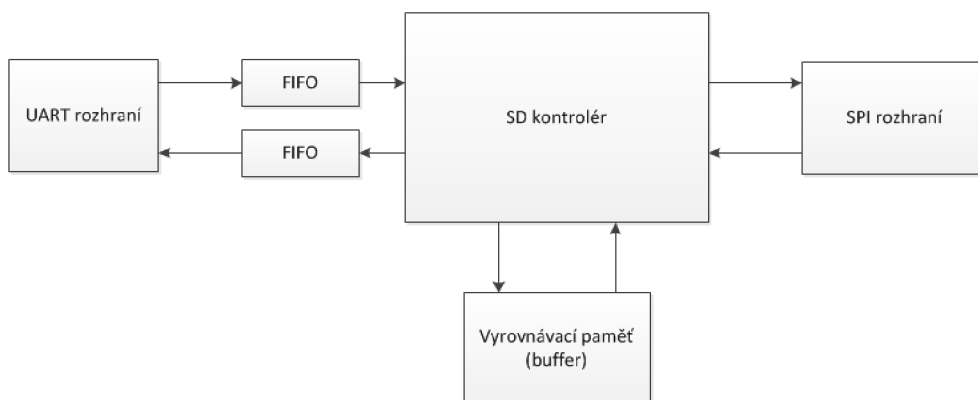 UART rozhraní
FIFO
FIFO
SD kontrolér
SPI rozhraní
Vyrovnávací paměť
(buffer)